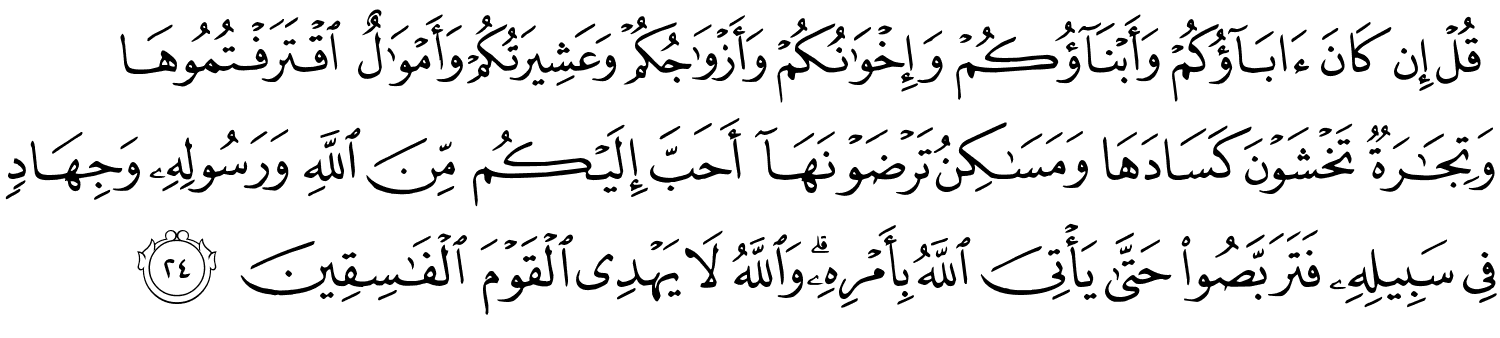 قُلْ إِن كَانَ ءَابَآؤُكُمْ وَأَبْنَآؤُكُمْ وَإِخْوَٰنُكُمْ وَأَزْوَٰجُكُمْ وَعَشِيرَتُكُمْ وَأَمْوَٰلٌ ٱقْتَرَفْتُمُوهَا
وَتِجَٰرَةٌ تَخْشَوْنَ كَسَادَهَا وَمَسَٰكِنُ تَرْضَوْنَهَآ أَحَبَّ إِلَيْكُم مِّنَ ٱللَّهِ وَرَسُولِهِۦ وَجِهَادٍ
فِى سَبِيلِهِۦ فَتَرَبَّصُوا۟ حَتَّىٰ يَأْتِىَ ٱللَّهُ بِأَمْرِهِۦ ۗ وَٱللَّهُ لَا يَهْدِى ٱلْقَوْمَ ٱلْفَٰسِقِينَ ٢٤